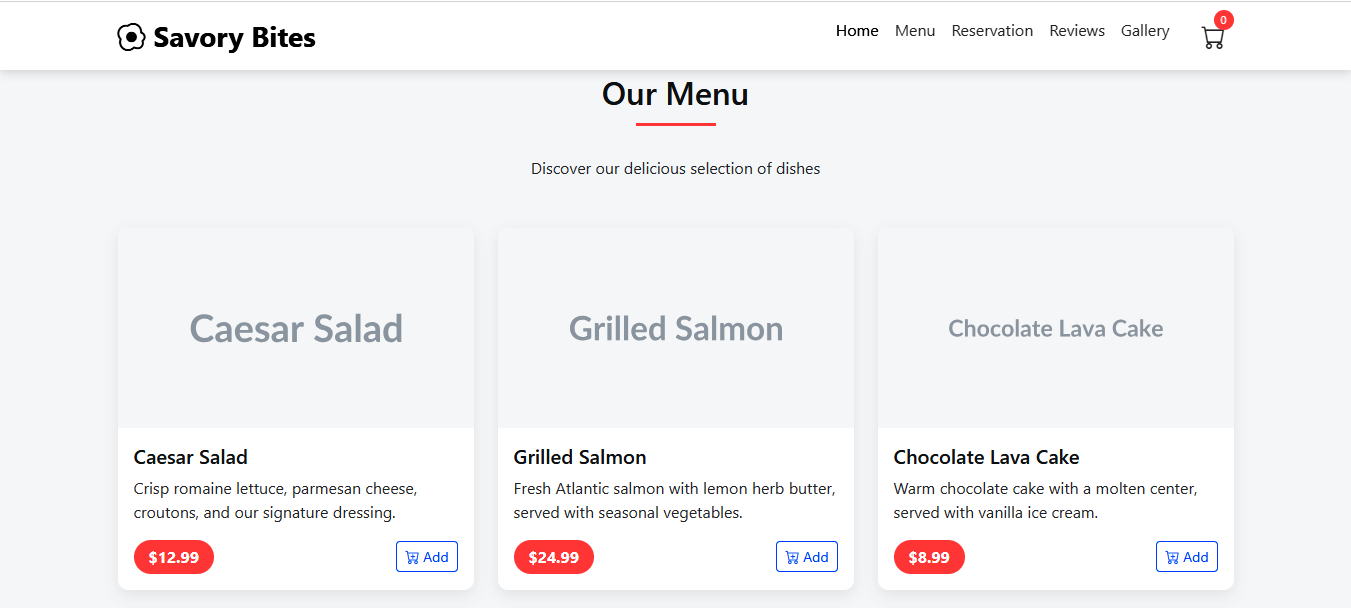 Savory Bites
Home Menu Reservation Reviews Gallery
0
Our Menu
Discover our delicious selection of dishes
Caesar Salad
Grilled Salmon
Chocolate Lava Cake
Caesar Salad
Crisp romaine lettuce, parmesan cheese,
croutons, and our signature dressing.
$12.99
Add
Grilled Salmon
Fresh Atlantic salmon with lemon herb butter,
served with seasonal vegetables.
$24.99
Add
Chocolate Lava Cake
Warm chocolate cake with a molten center,
served with vanilla ice cream.
$8.99
Add